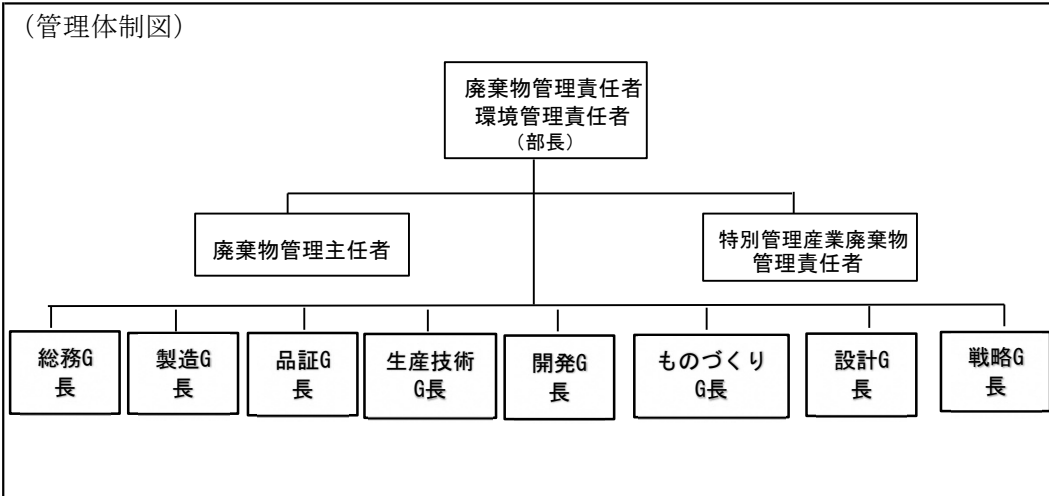 （管理体制図）
廃棄物管理責任者
環境管理責任者
（部長）
廃棄物管理主任者
特別管理産業廃棄物
管理責任者
総務G
長
製造G
長
品証G
長
生産技術
G長
開発G
長
ものづくり
G長
設計G
長
戦略G
長